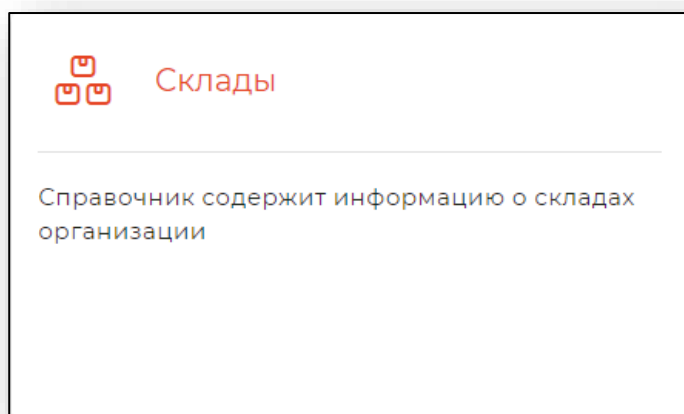 Склады
Справочник содержит информацию о складах
организации